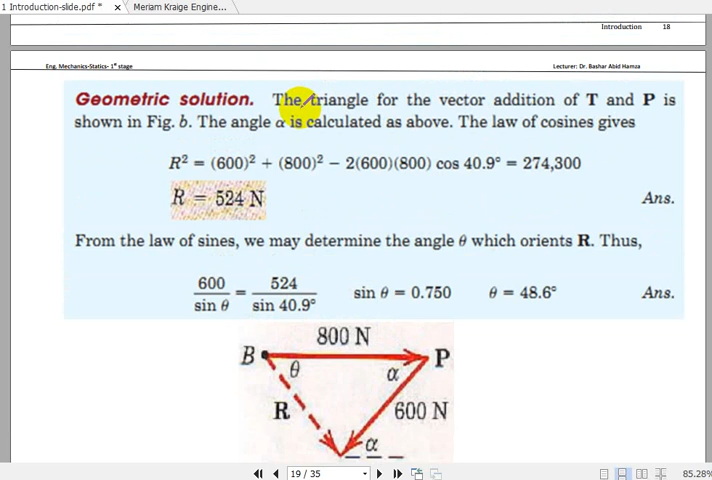 1 Introduction-slide.pdf * × Meriam Kraige Engine... ×
Introduction 18
Eng. Mechanics-Statics- 1st stage Lecturer: Dr. Bashar Abid Hamza
Geometric solution. The triangle for the vector addition of T and P is
shown in Fig. b. The angle α is calculated as above. The law of cosines gives
R² = (600)² + (800)² − 2(600)(800) cos 40.9° = 274,300
R = 524 N Ans.
From the law of sines, we may determine the angle θ which orients R. Thus,
600/sin θ = 524/sin 40.9° sin θ = 0.750 θ = 48.6° Ans.
800 N
B P
θ α
R 600 N
α
19 / 35 85.28%